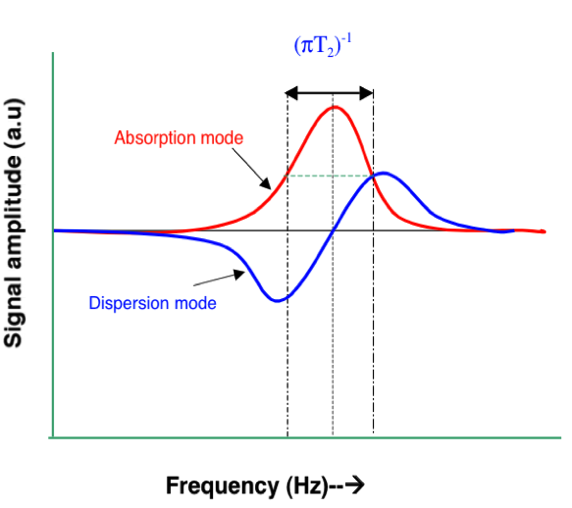 (πT₂)⁻¹
Absorption mode
Signal amplitude (a.u)
Dispersion mode
Frequency (Hz)-->